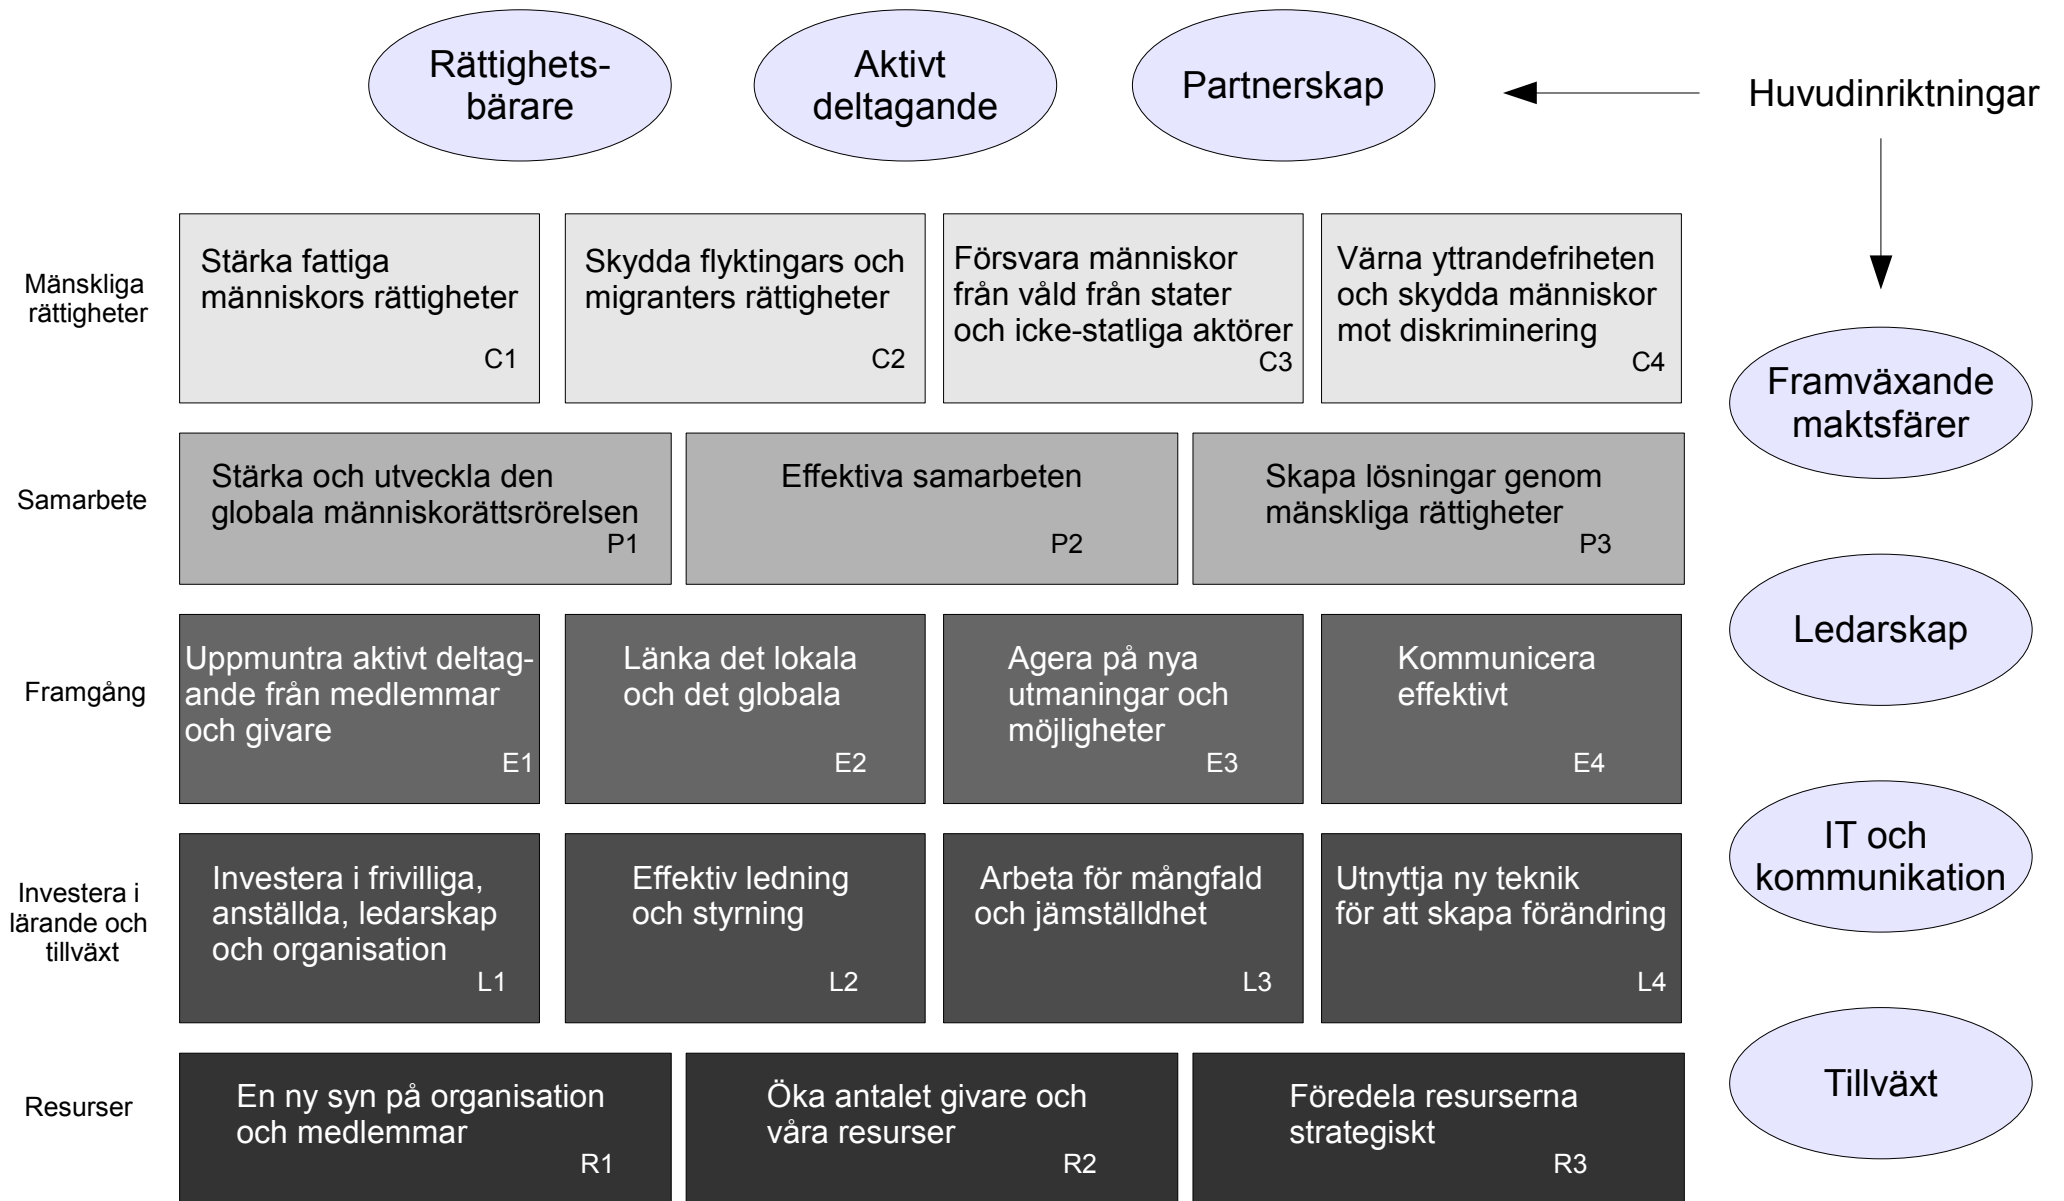 Rättighets-
bärare
Aktivt
deltagande
Partnerskap
Huvudinriktningar
Mänskliga
rättigheter
Stärka fattiga
människors rättigheter
C1
Skydda flyktingars och
migranters rättigheter
C2
Försvara människor
från våld från stater
och icke-statliga aktörer
C3
Värna yttrandefriheten
och skydda människor
mot diskriminering
C4
Framväxande
maktsfärer
Samarbete
Stärka och utveckla den
globala människorättsrörelsen
P1
Effektiva samarbeten
P2
Skapa lösningar genom
mänskliga rättigheter
P3
Ledarskap
Framgång
Uppmuntra aktivt deltag-
ande från medlemmar
och givare
E1
Länka det lokala
och det globala
E2
Agera på nya
utmaningar och
möjligheter
E3
Kommunicera
effektivt
E4
IT och
kommunikation
Investera i
lärande och
tillväxt
Investera i frivilliga,
anställda, ledarskap
och organisation
L1
Effektiv ledning
och styrning
L2
Arbeta för mångfald
och jämställdhet
L3
Utnyttja ny teknik
för att skapa förändring
L4
Tillväxt
Resurser
En ny syn på organisation
och medlemmar
R1
Öka antalet givare och
våra resurser
R2
Föredela resurserna
strategiskt
R3